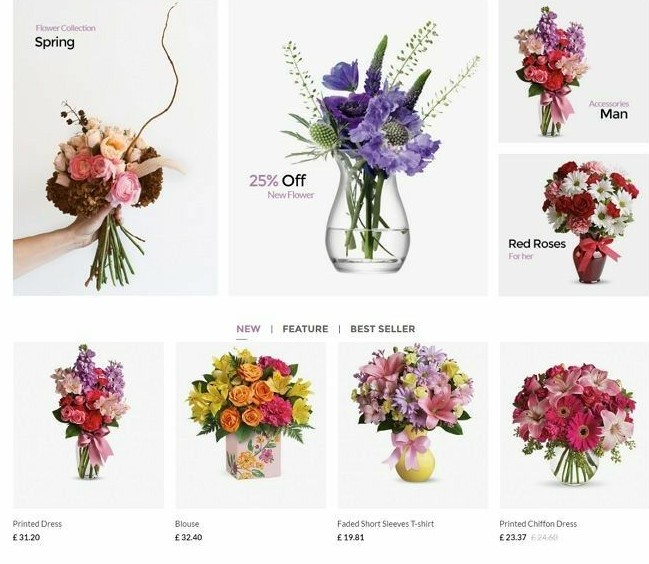 Flower Collection
Spring
25% Off
New Flower
Accessories
Man
Red Roses
For her
NEW | FEATURE | BEST SELLER
Printed Dress
£ 31.20
Blouse
£ 32.40
Faded Short Sleeves T-shirt
£ 19.81
Printed Chiffon Dress
£ 23.37 £ 24.60